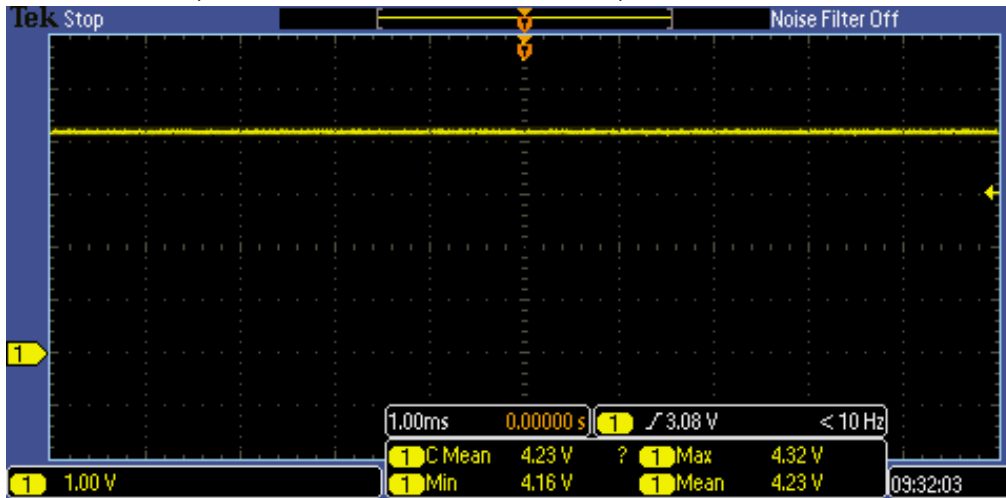 Tek Stop Noise Filter Off
1
1.00ms 0.00000 s 1 3.08 V < 10 Hz
1 C Mean 4.23 V ? 1 Max 4.32 V
1 1.00 V 1 Min 4.16 V 1 Mean 4.23 V 09:32:03